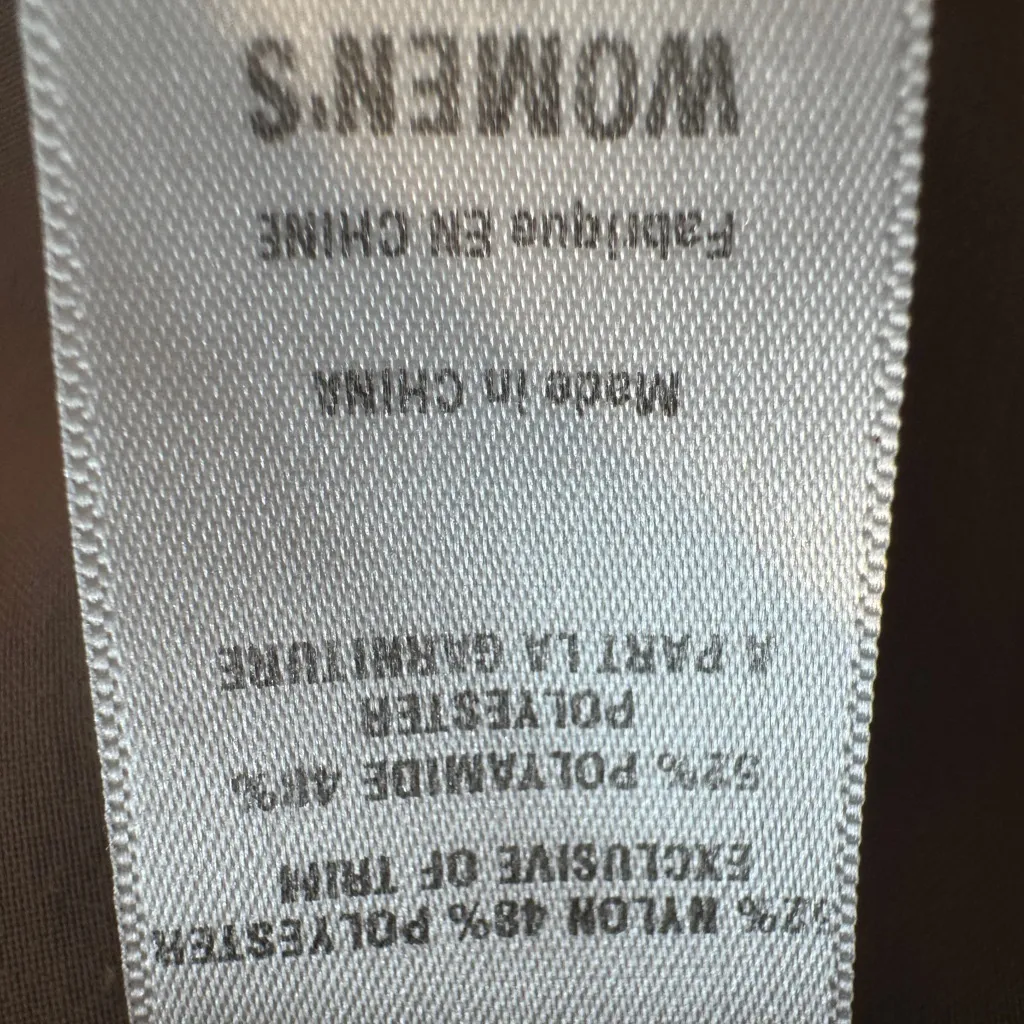 52% NYLON 48% POLYESTER
EXCLUSIVE OF TRIM
52% POLYAMIDE 48%
POLYESTER
A PART LA GARNITURE
Made in CHINA
Fabrique EN CHINE
WOMEN'S